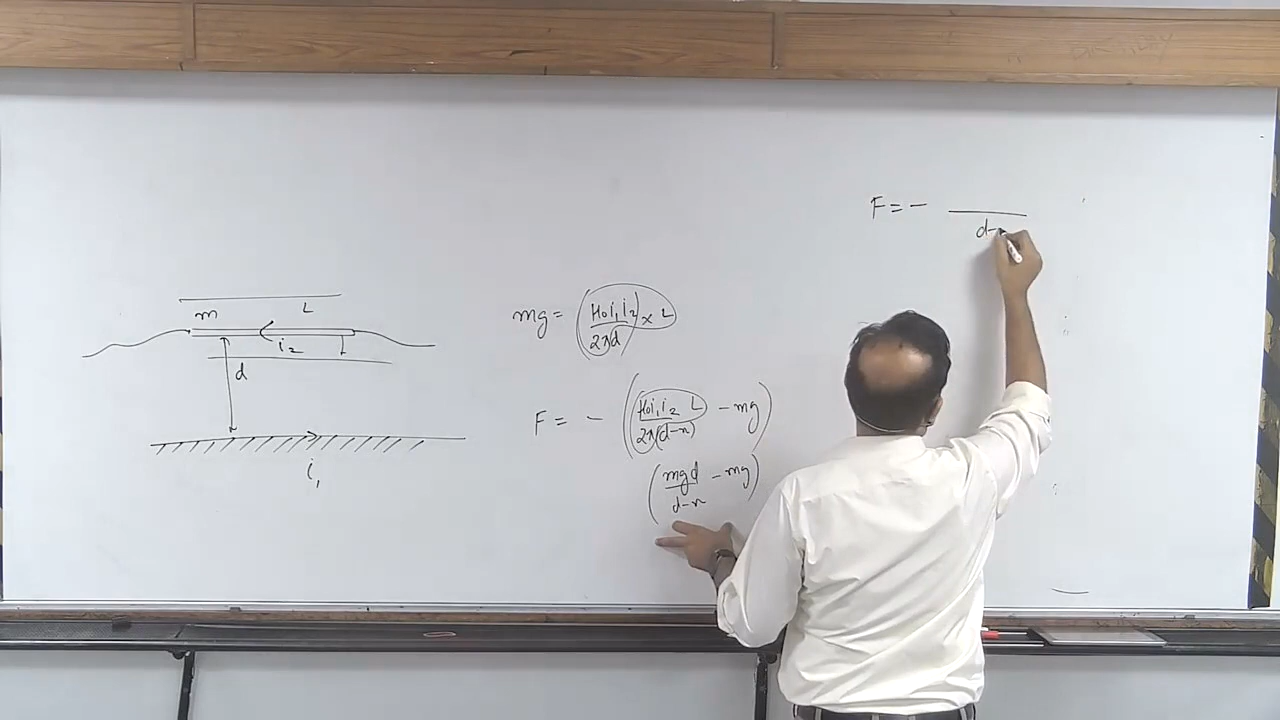 m L
i₂
d
i₁
mg = (μ₀i₁i₂/2πd) × L
F = - (μ₀i₁i₂ L/2π(d-x) - mg)
(mgd/d-x - mg)
F = - ―/d-